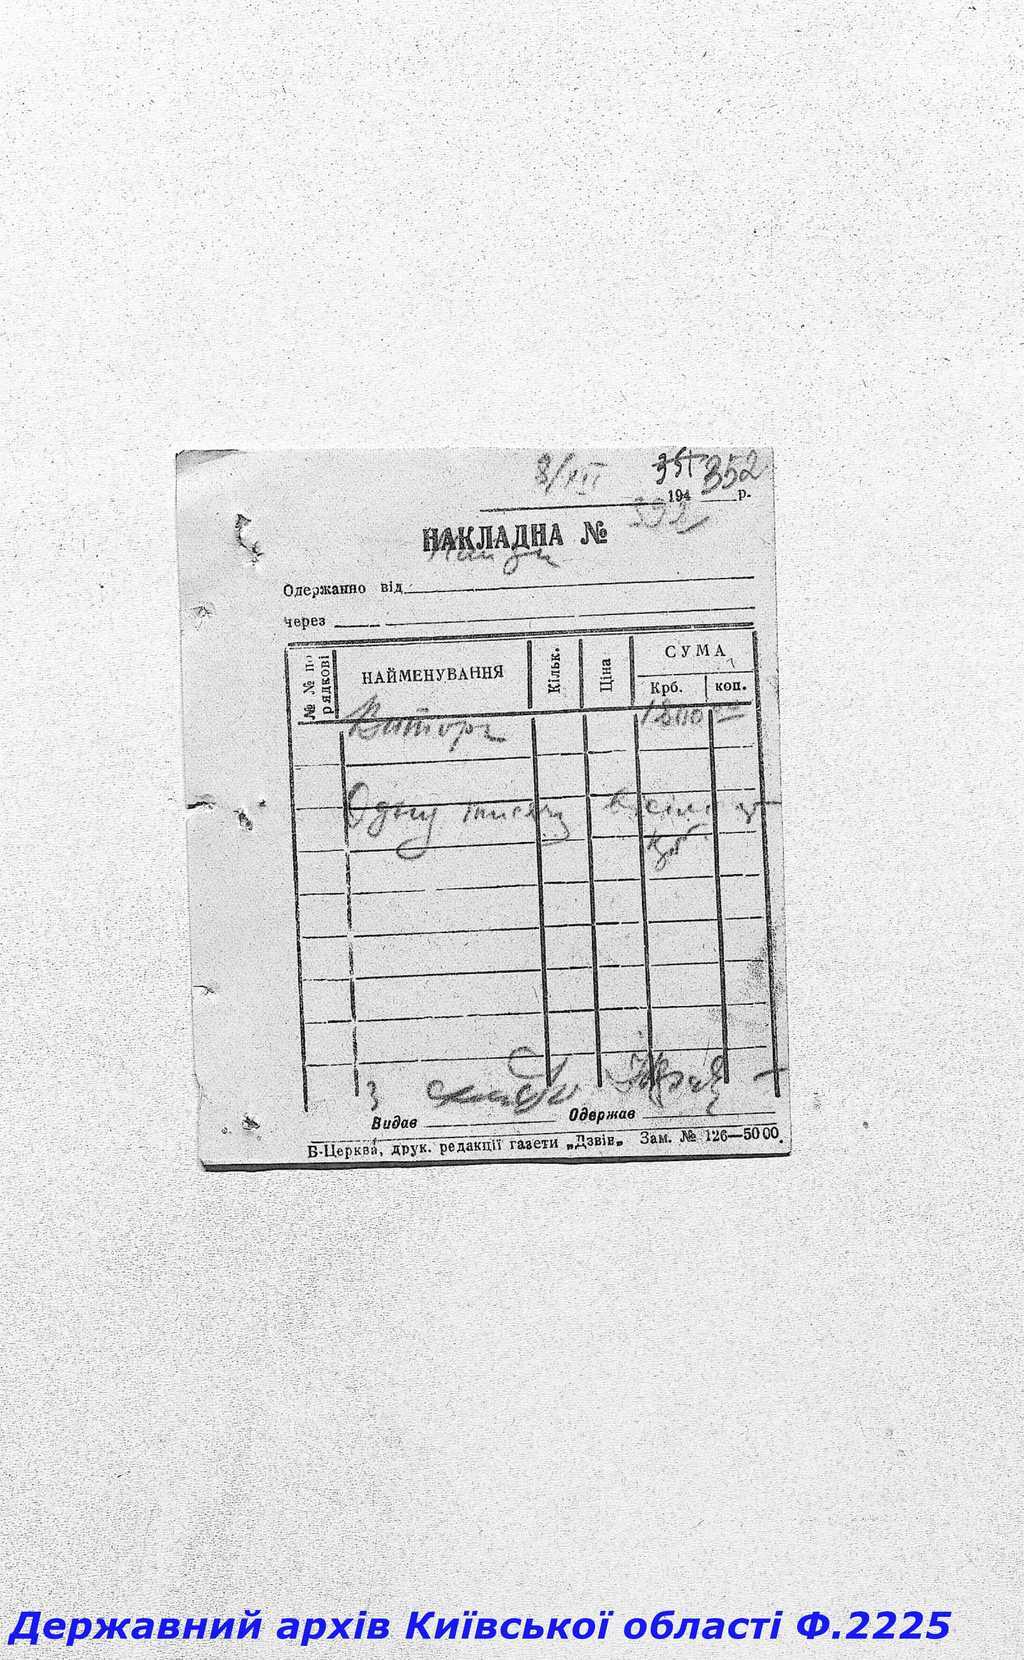 8/XII 352
194 р.
НАКЛАДНА №
Одержанно від
через
№ № по рядкові НАЙМЕНУВАННЯ Кільк. Ціна СУМА
Крб. коп.
Виторг 1800
Одну тисячу вісім
крб
Видав Одержав
Б-Церква, друк. редакції газети „Дзвін„ Зам. № 126—5000.
Державний архів Київської області Ф.2225